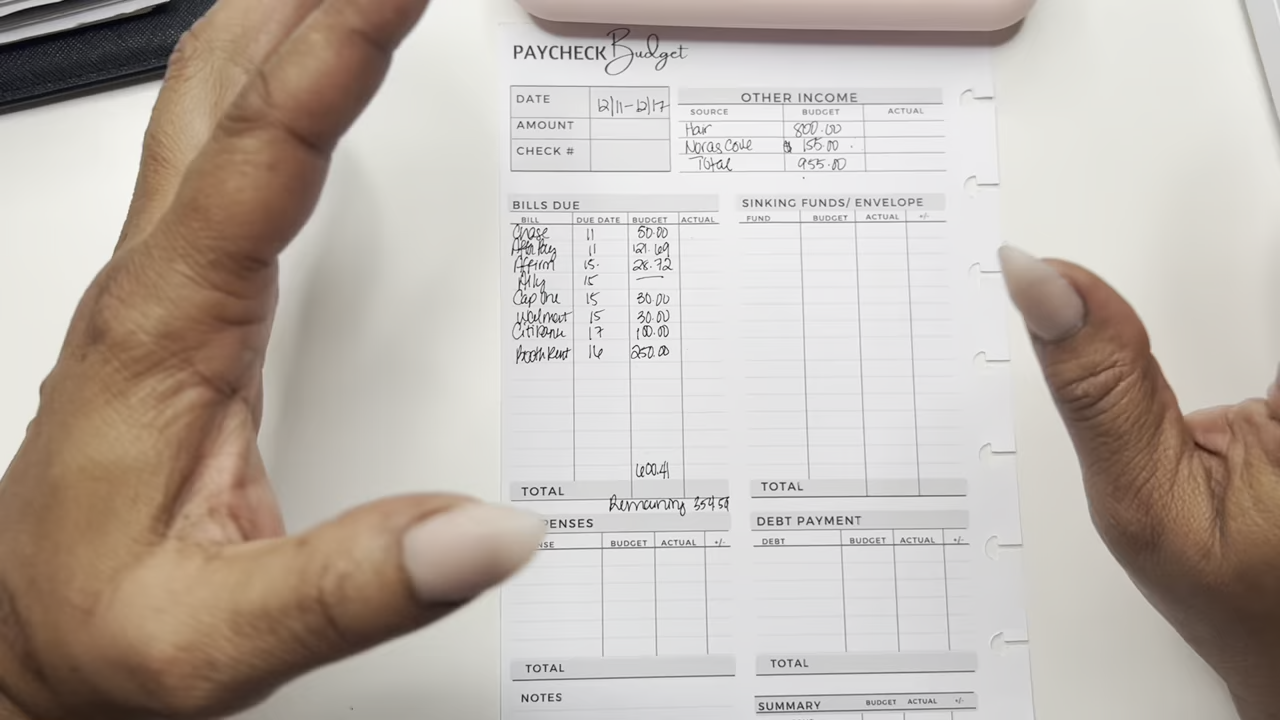 PAYCHECK Budget
DATE 12/11-12/17
AMOUNT
CHECK #
OTHER INCOME
SOURCE BUDGET ACTUAL
Hair 800.00
Noras Cove $ 155.00
Total 955.00
BILLS DUE
BILL DUE DATE BUDGET ACTUAL
Chase 11 50.00
AfterPay 11 121.69
Affirm 15. 28.72
Ally 15 —
Cap One 15 30.00
Walmart 15 30.00
Citibank 17 100.00
Booth Rent 16 250.00
600.41
TOTAL
Remaining 354.59
SINKING FUNDS/ ENVELOPE
FUND BUDGET ACTUAL +/-
TOTAL
PENSES
NSE BUDGET ACTUAL +/-
TOTAL
DEBT PAYMENT
DEBT BUDGET ACTUAL +/-
TOTAL
NOTES
SUMMARY BUDGET ACTUAL +/-